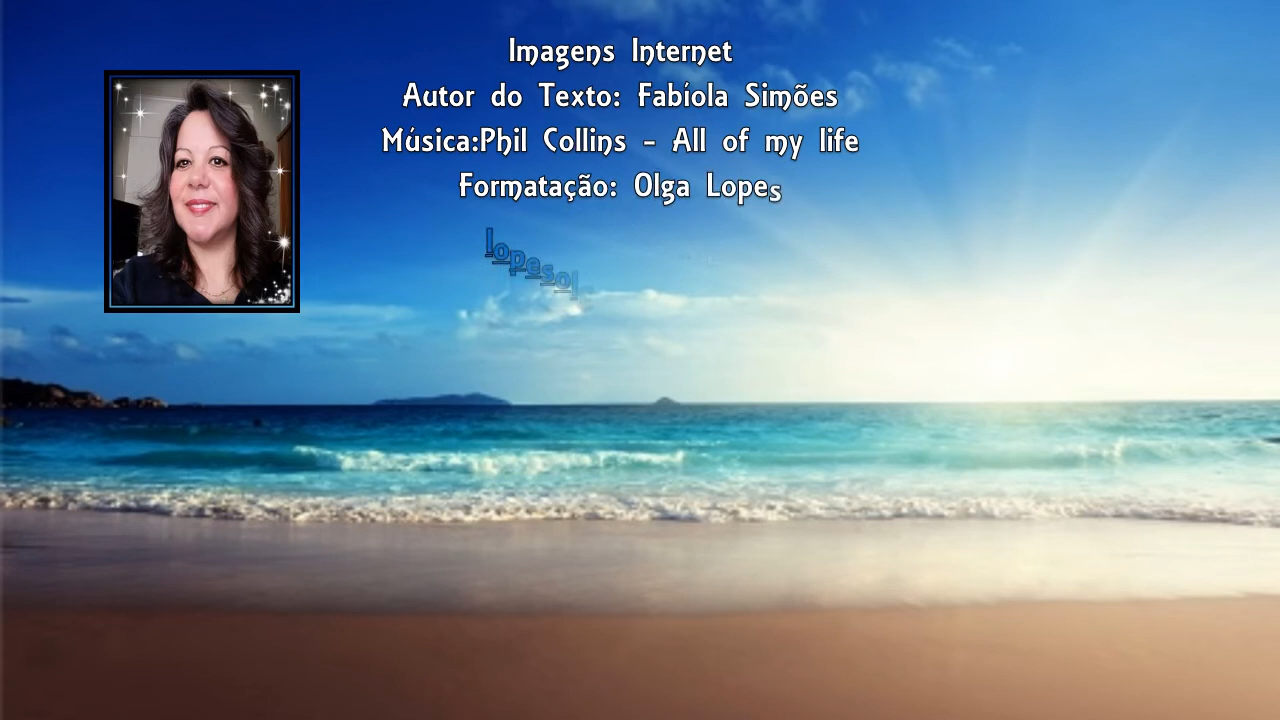 Imagens Internet
Autor do Texto: Fabíola Simões
Música:Phil Collins - All of my life
Formatação: Olga Lopes
lopesol